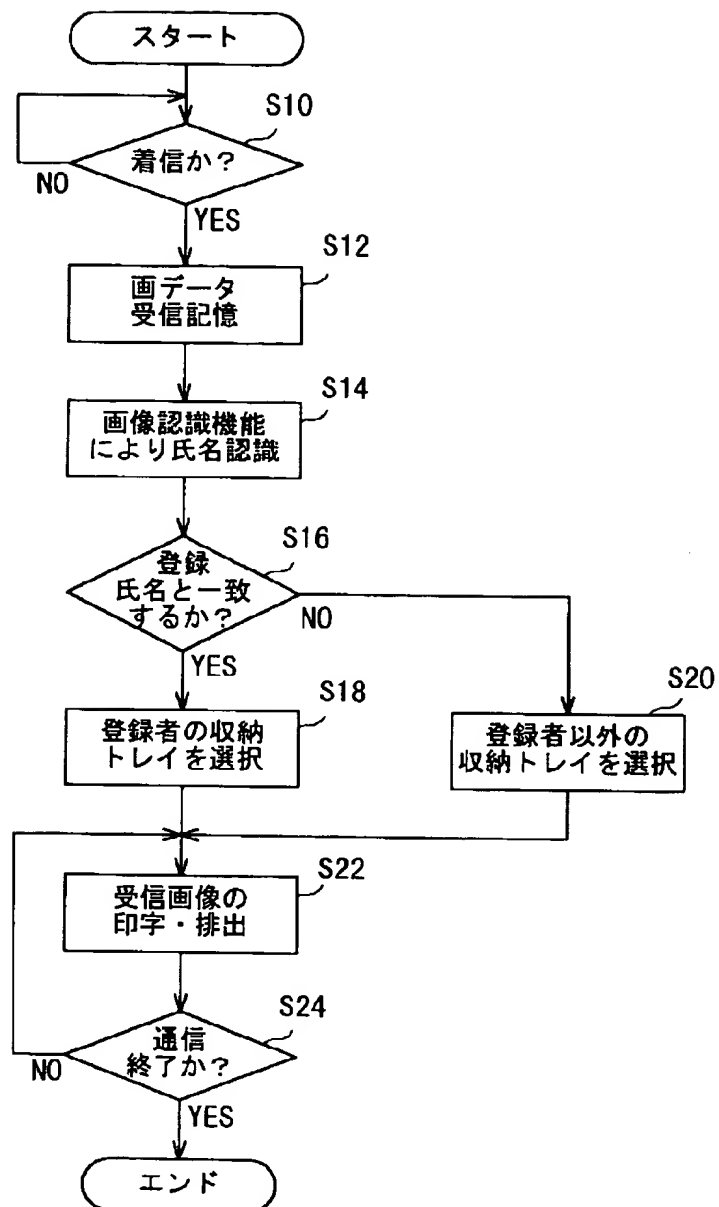 スタート
S10
着信か?
NO
YES
S12
画データ
受信記憶
S14
画像認識機能
により氏名認識
S16
登録
氏名と一致
するか?
NO
YES
S18
登録者の収納
トレイを選択
S20
登録者以外の
収納トレイを選択
S22
受信画像の
印字・排出
S24
通信
終了か?
NO
YES
エンド